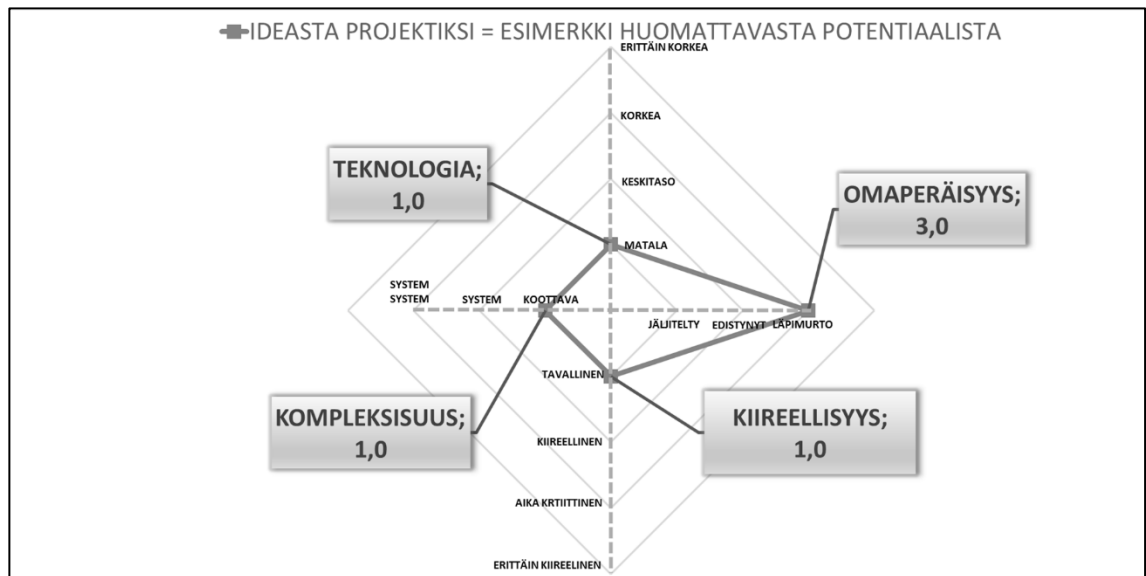 IDEASTA PROJEKTIKSI = ESIMERKKI HUOMATTAVASTA POTENTIAALISTA
ERITTÄIN KORKEA
KORKEA
KESKITASO
MATALA
TEKNOLOGIA;
1,0
OMAPERÄISYYS;
3,0
SYSTEM
SYSTEM
SYSTEM
KOOTTAVA
JÄLJITELTY
EDISTYNYT
LÄPIMURTO
TAVALLINEN
KOMPLEKSISUUS;
1,0
KIIREELLISYYS;
1,0
KIIREELLINEN
AIKA KRTIITTINEN
ERITTÄIN KIIREELINEN